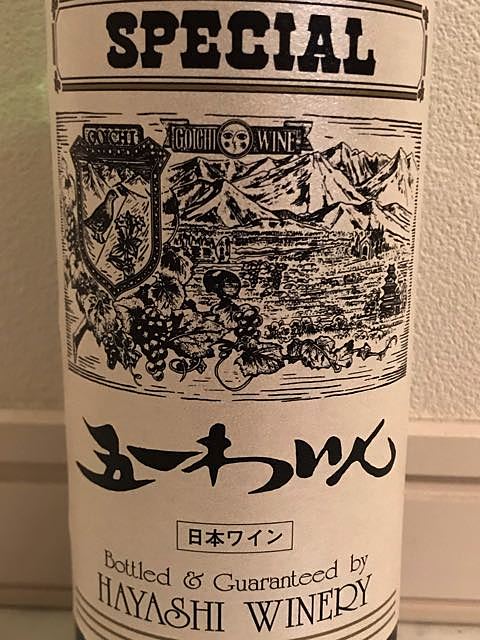 SPECIAL
GOICHI
GOICHI WINE
五一わいん
日本ワイン
Bottled & Guaranteed by
HAYASHI WINERY